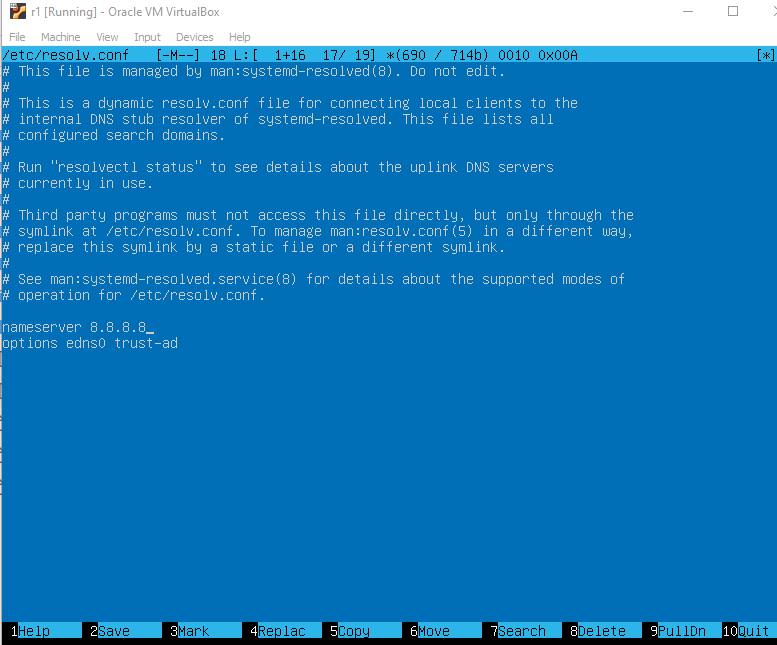 r1 [Running] - Oracle VM VirtualBox
File Machine View Input Devices Help
/etc/resolv.conf [-M--] 18 L:[ 1+16 17/ 19] *(690 / 714b) 0010 0x00A [*]
# This file is managed by man:systemd-resolved(8). Do not edit.
#
# This is a dynamic resolv.conf file for connecting local clients to the
# internal DNS stub resolver of systemd-resolved. This file lists all
# configured search domains.
#
# Run "resolvectl status" to see details about the uplink DNS servers
# currently in use.
#
# Third party programs must not access this file directly, but only through the
# symlink at /etc/resolv.conf. To manage man:resolv.conf(5) in a different way,
# replace this symlink by a static file or a different symlink.
#
# See man:systemd-resolved.service(8) for details about the supported modes of
# operation for /etc/resolv.conf.
nameserver 8.8.8.8_
options edns0 trust-ad
1Help 2Save 3Mark 4Replac 5Copy 6Move 7Search 8Delete 9PullDn 10Quit